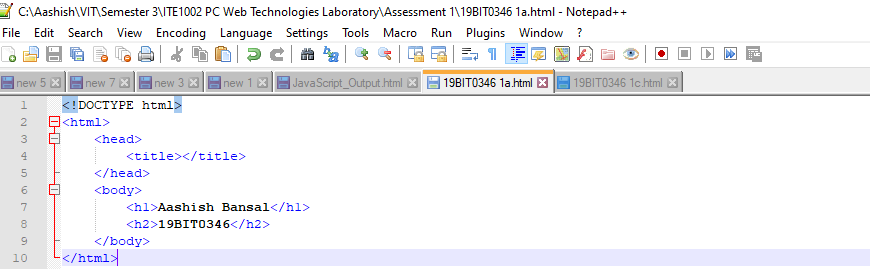 C:\Aashish\VIT\Semester 3\ITE1002 PC Web Technologies Laboratory\Assessment 1\19BIT0346 1a.html - Notepad++
File Edit Search View Encoding Language Settings Tools Macro Run Plugins Window ?
new 5 new 7 new 3 new 1 JavaScript_Output.html 19BIT0346 1a.html 19BIT0346 1c.html
1 <!DOCTYPE html>
2 <html>
3 <head>
4 <title></title>
5 </head>
6 <body>
7 <h1>Aashish Bansal</h1>
8 <h2>19BIT0346</h2>
9 </body>
10 </html>